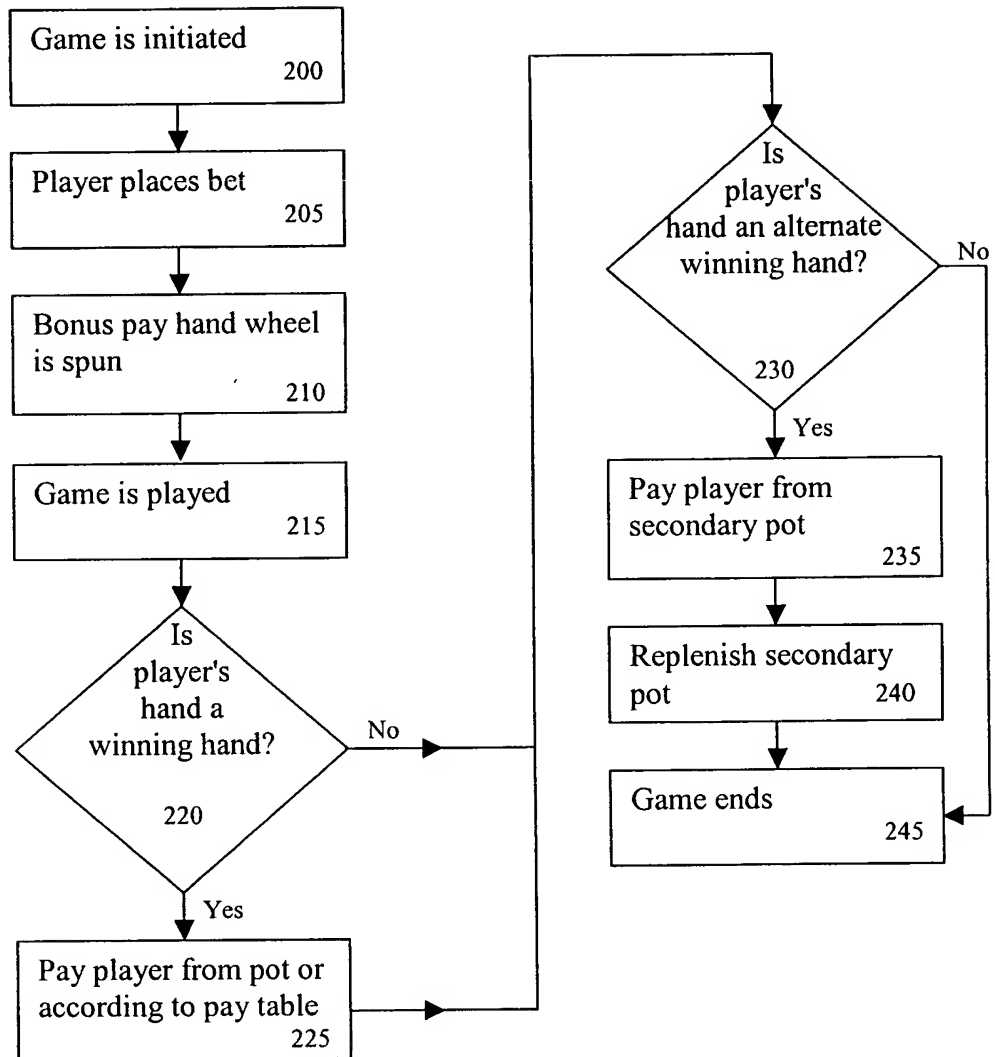 Game is initiated
200
Player places bet
205
Bonus pay hand wheel
is spun
210
Game is played
215
Is
player's
hand a
winning hand?
220
No
Yes
Pay player from pot or
according to pay table
225
Is
player's
hand an alternate
winning hand?
230
No
Yes
Pay player from
secondary pot
235
Replenish secondary
pot 240
Game ends
245